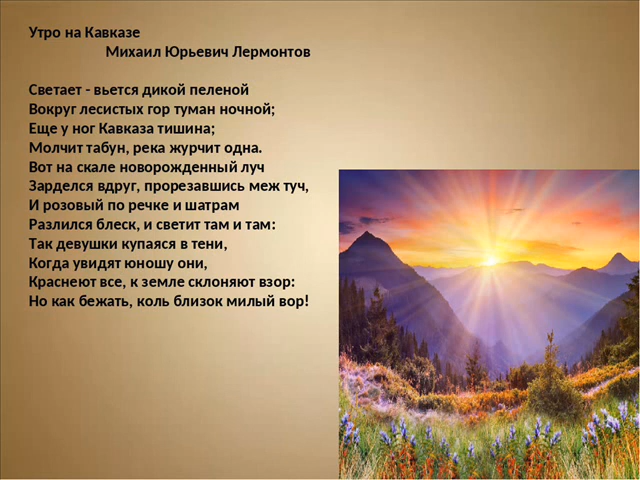 Утро на Кавказе
Михаил Юрьевич Лермонтов
Светает - вьется дикой пеленой
Вокруг лесистых гор туман ночной;
Еще у ног Кавказа тишина;
Молчит табун, река журчит одна.
Вот на скале новорожденный луч
Зарделся вдруг, прорезавшись меж туч,
И розовый по речке и шатрам
Разлился блеск, и светит там и там:
Так девушки купаяся в тени,
Когда увидят юношу они,
Краснеют все, к земле склоняют взор:
Но как бежать, коль близок милый вор!